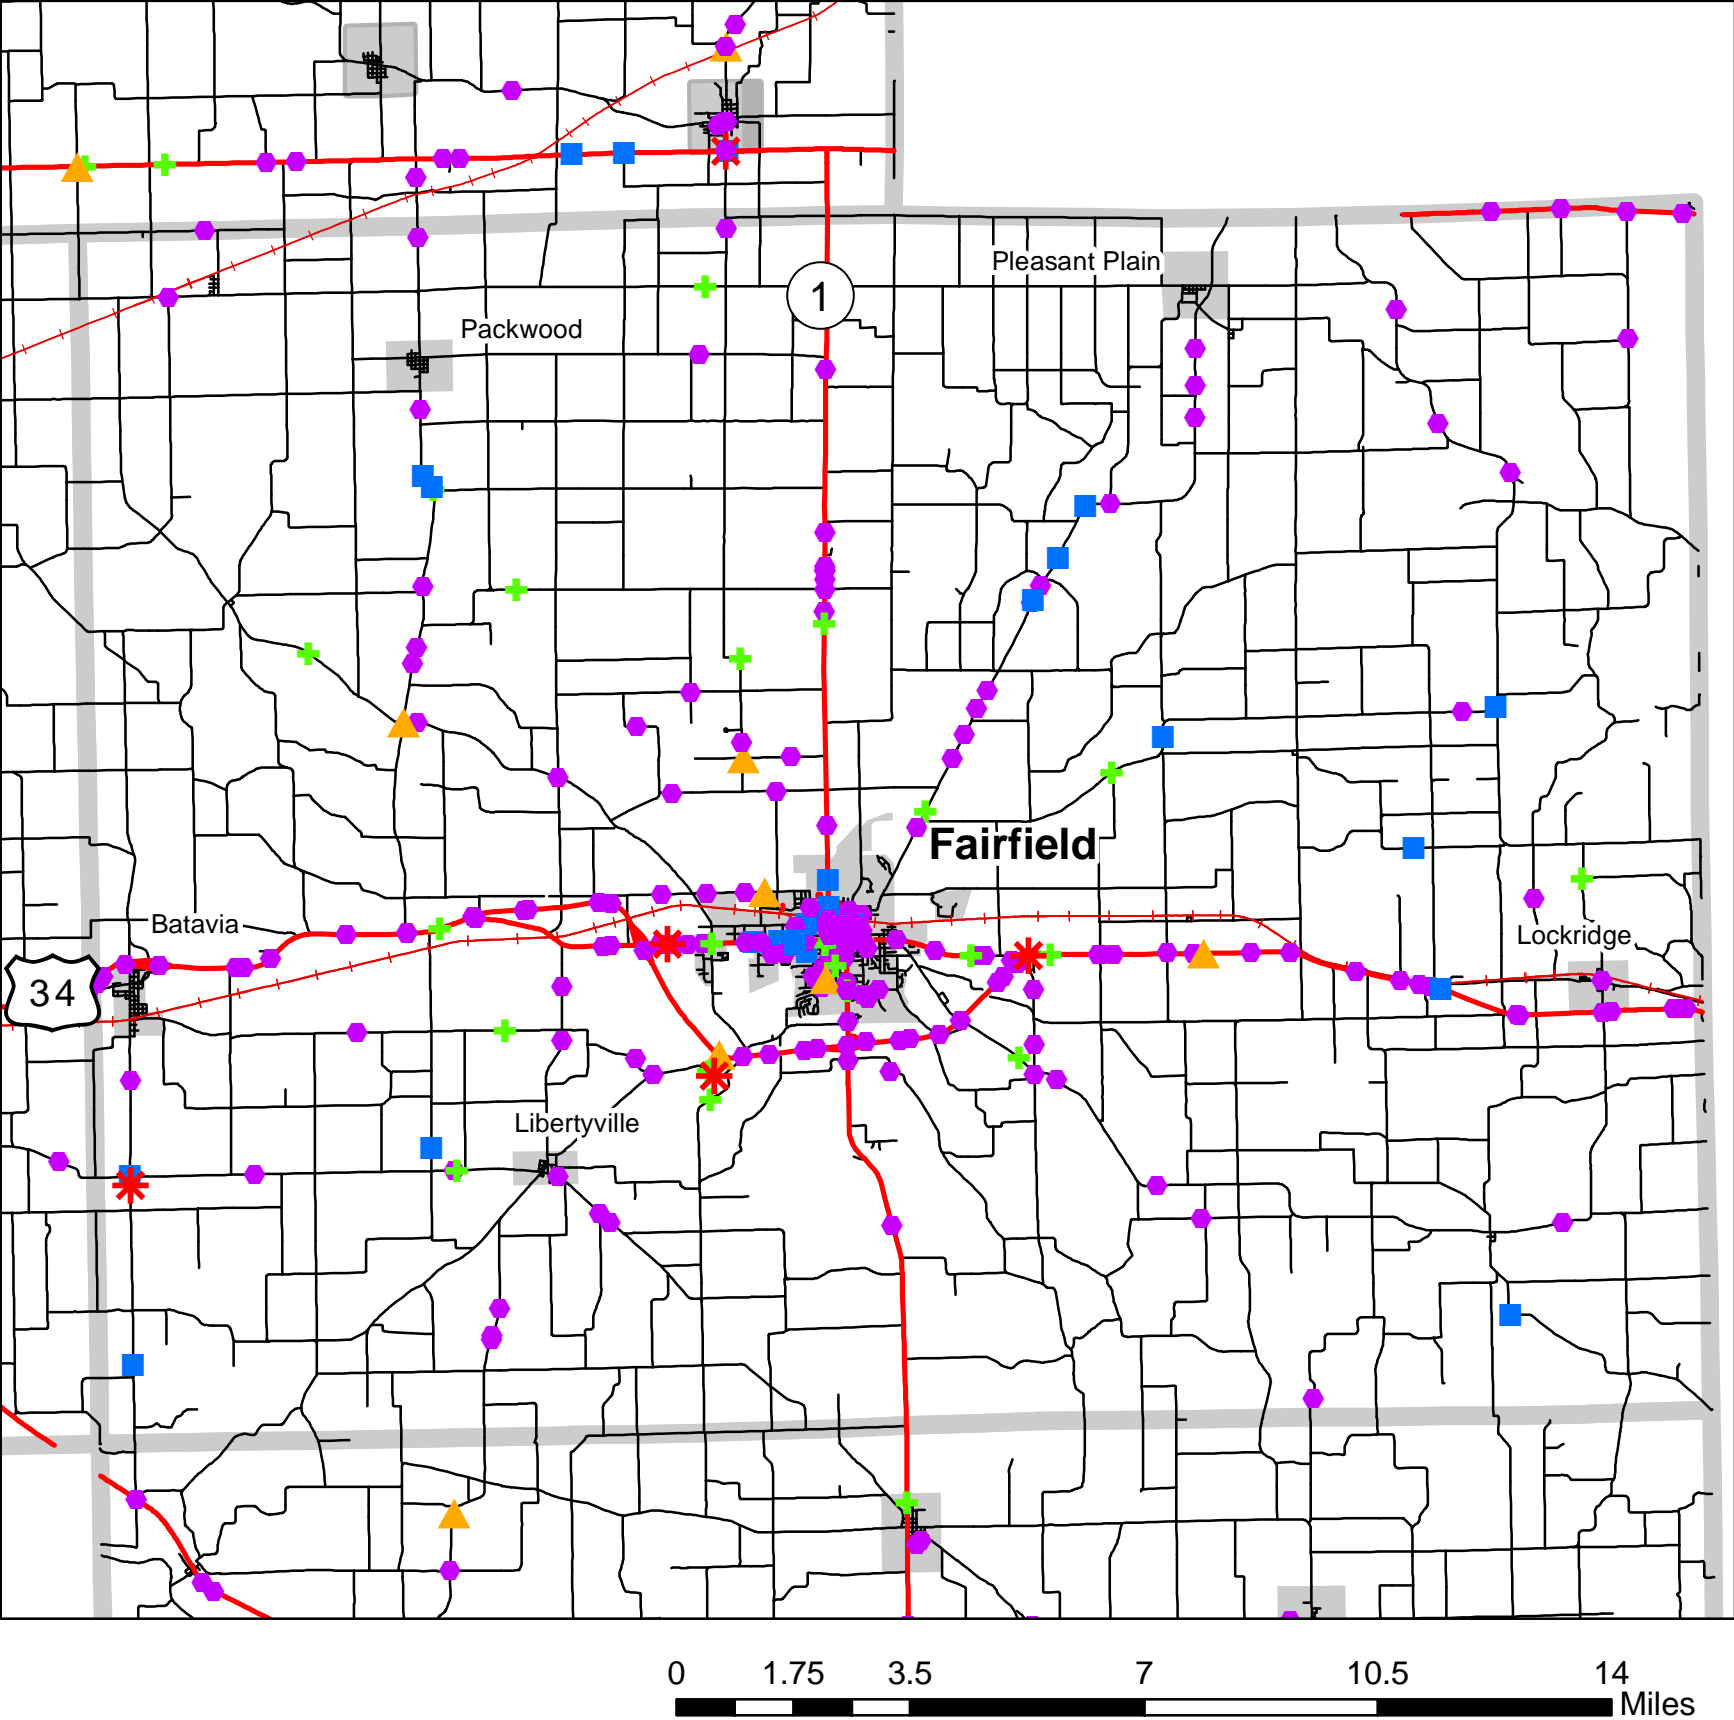 Pleasant Plain
1
Packwood
Fairfield
Batavia
Lockridge
34
Libertyville
0 1.75 3.5 7 10.5 14
Miles